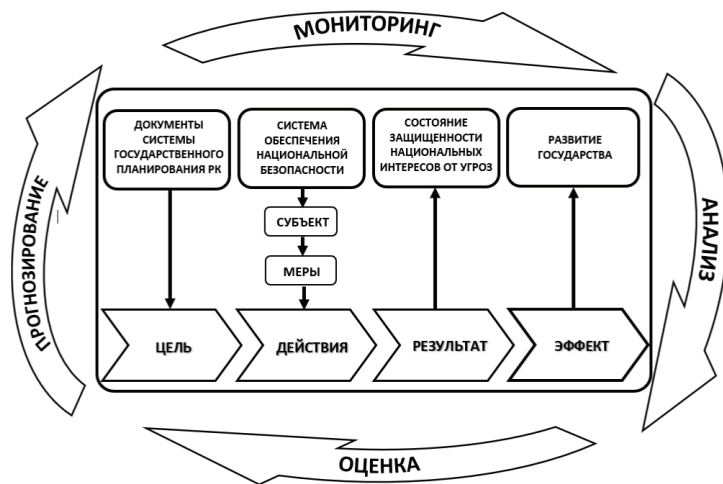 МОНИТОРИНГ
ДОКУМЕНТЫ
СИСТЕМЫ
ГОСУДАРСТВЕННОГО
ПЛАНИРОВАНИЯ РК
СИСТЕМА
ОБЕСПЕЧЕНИЯ
НАЦИОНАЛЬНОЙ
БЕЗОПАСНОСТИ
СОСТОЯНИЕ
ЗАЩИЩЕННОСТИ
НАЦИОНАЛЬНЫХ
ИНТЕРЕСОВ ОТ УГРОЗ
РАЗВИТИЕ
ГОСУДАРСТВА
СУБЪЕКТ
МЕРЫ
ЦЕЛЬ
ДЕЙСТВИЯ
РЕЗУЛЬТАТ
ЭФФЕКТ
АНАЛИЗ
ОЦЕНКА
ПРОГНОЗИРОВАНИЕ